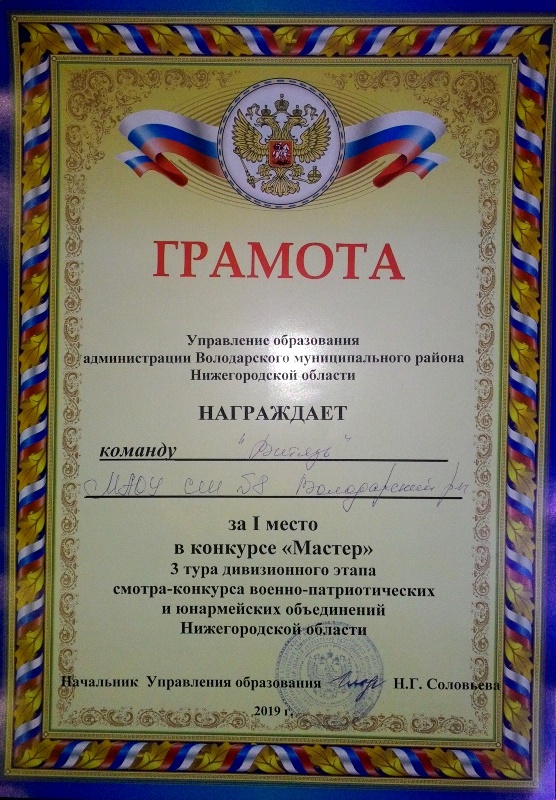 ГРАМОТА
Управление образования
администрации Володарского муниципального района
Нижегородской области
НАГРАЖДАЕТ
команду "Витязь"
МАОУ СШ 58 Володарский р-н
за I место
в конкурсе «Мастер»
3 тура дивизионного этапа
смотра-конкурса военно-патриотических
и юнармейских объединений
Нижегородской области
Начальник Управления образования Н.Г. Соловьева
2019 г.